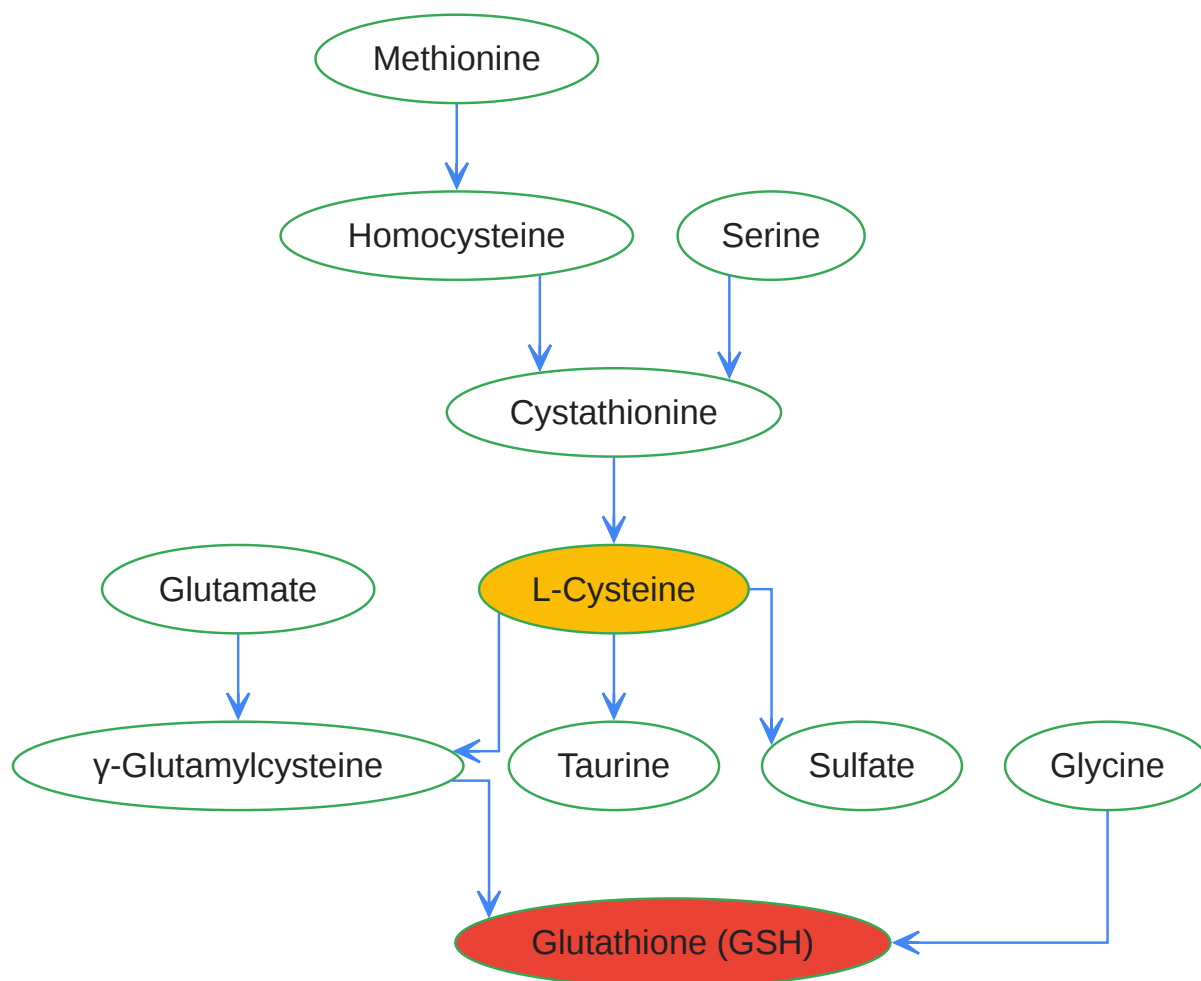 Methionine
Homocysteine
Serine
Cystathionine
Glutamate
L-Cysteine
γ-Glutamylcysteine
Taurine
Sulfate
Glycine
Glutathione (GSH)